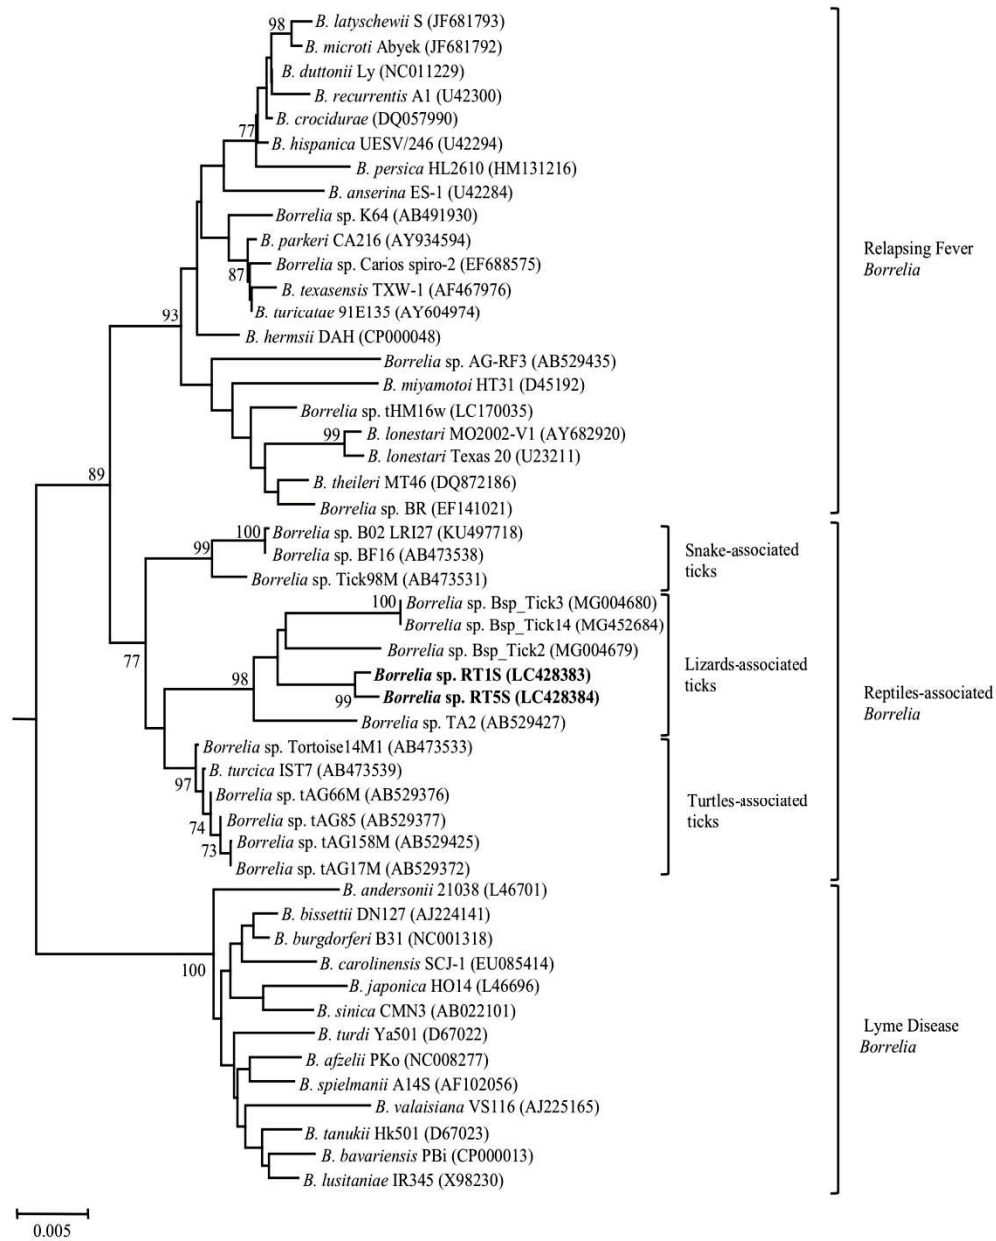 98
B. latyschewii S (JF681793)
B. microti Abyek (JF681792)
B. duttonii Ly (NC011229)
B. recurrentis A1 (U42300)
B. crocidurae (DQ057990)
77
B. hispanica UESV/246 (U42294)
B. persica HL2610 (HM131216)
B. anserina ES-1 (U42284)
Borrelia sp. K64 (AB491930)
B. parkeri CA216 (AY934594)
Borrelia sp. Carios spiro-2 (EF688575)
87
B. texasensis TXW-1 (AF467976)
B. turicatae 91E135 (AY604974)
93
B. hermsii DAH (CP000048)
Borrelia sp. AG-RF3 (AB529435)
B. miyamotoi HT31 (D45192)
Borrelia sp. tHM16w (LC170035)
99
B. lonestari MO2002-V1 (AY682920)
B. lonestari Texas 20 (U23211)
89
B. theileri MT46 (DQ872186)
Borrelia sp. BR (EF141021)
Relapsing Fever
Borrelia
100
Borrelia sp. B02 LRI27 (KU497718)
99
Borrelia sp. BF16 (AB473538)
Borrelia sp. Tick98M (AB473531)
Snake-associated
ticks
100
Borrelia sp. Bsp_Tick3 (MG004680)
Borrelia sp. Bsp_Tick14 (MG452684)
77
Borrelia sp. Bsp_Tick2 (MG004679)
98
Borrelia sp. RT1S (LC428383)
99
Borrelia sp. RT5S (LC428384)
Borrelia sp. TA2 (AB529427)
Lizards-associated
ticks
Borrelia sp. Tortoise14M1 (AB473533)
B. turcica IST7 (AB473539)
97
Borrelia sp. tAG66M (AB529376)
Borrelia sp. tAG85 (AB529377)
74
Borrelia sp. tAG158M (AB529425)
73
Borrelia sp. tAG17M (AB529372)
Turtles-associated
ticks
Reptiles-associated
Borrelia
B. andersonii 21038 (L46701)
B. bissettii DN127 (AJ224141)
B. burgdorferi B31 (NC001318)
B. carolinensis SCJ-1 (EU085414)
100
B. japonica HO14 (L46696)
B. sinica CMN3 (AB022101)
B. turdi Ya501 (D67022)
B. afzelii PKo (NC008277)
B. spielmanii A14S (AF102056)
B. valaisiana VS116 (AJ225165)
B. tanukii Hk501 (D67023)
B. bavariensis PBi (CP000013)
B. lusitaniae IR345 (X98230)
Lyme Disease
Borrelia
0.005